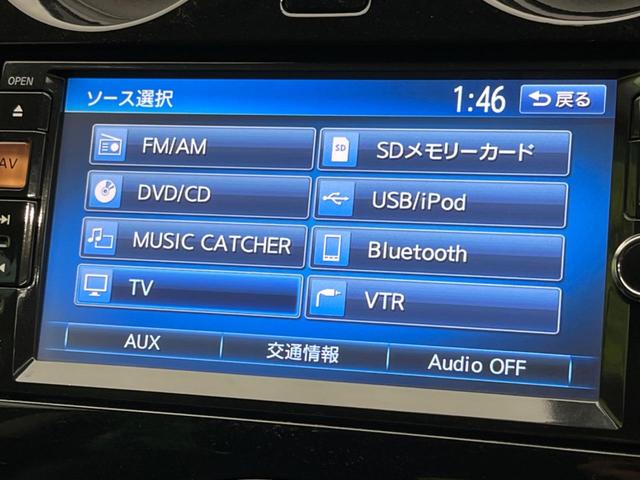 OPEN
ソース選択
1:46
戻る
AV
FM/AM
SD
SDメモリーカード
DVD/CD
USB/iPod
MUSIC CATCHER
Bluetooth
TV
VTR
AUX
交通情報
Audio OFF